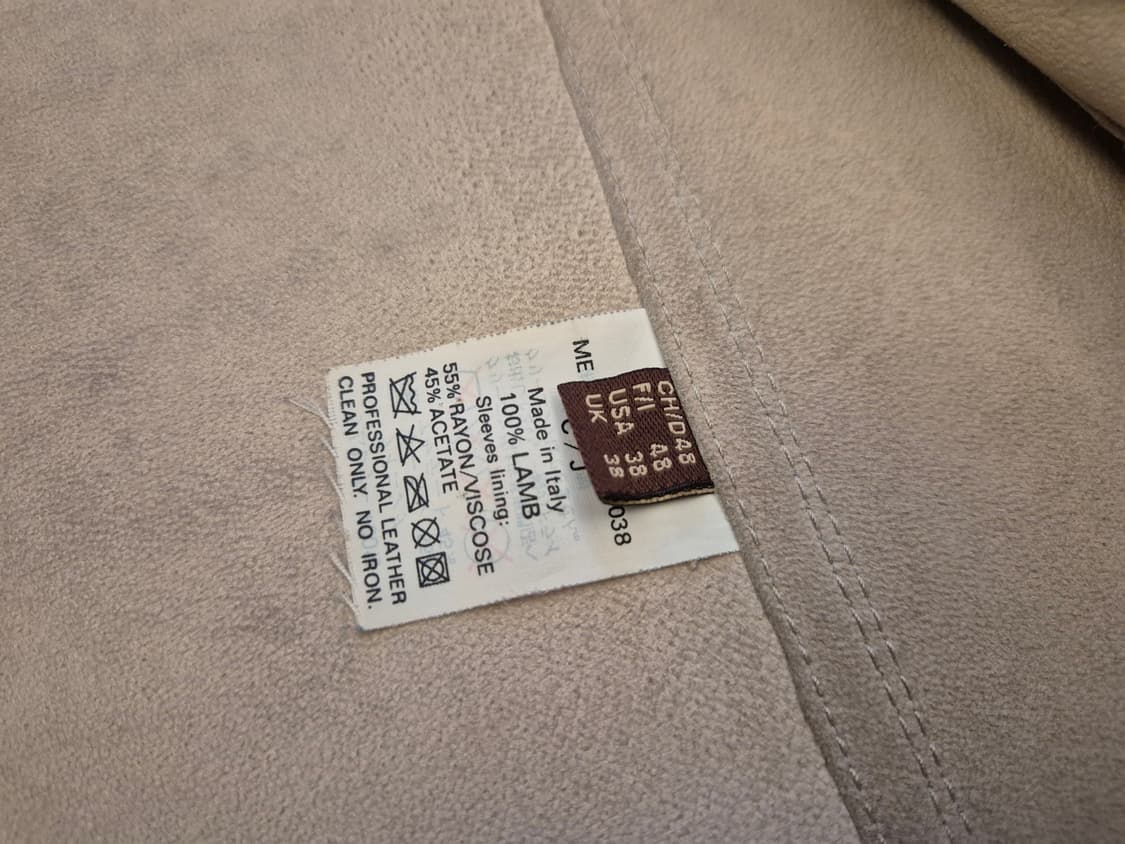 CH/D 48
F/I 48
USA 38
UK 38
ME
038
Made in Italy
100% LAMB
Sleeves lining:
55% RAYON/VISCOSE
45% ACETATE
PROFESSIONAL LEATHER
CLEAN ONLY. NO IRON.